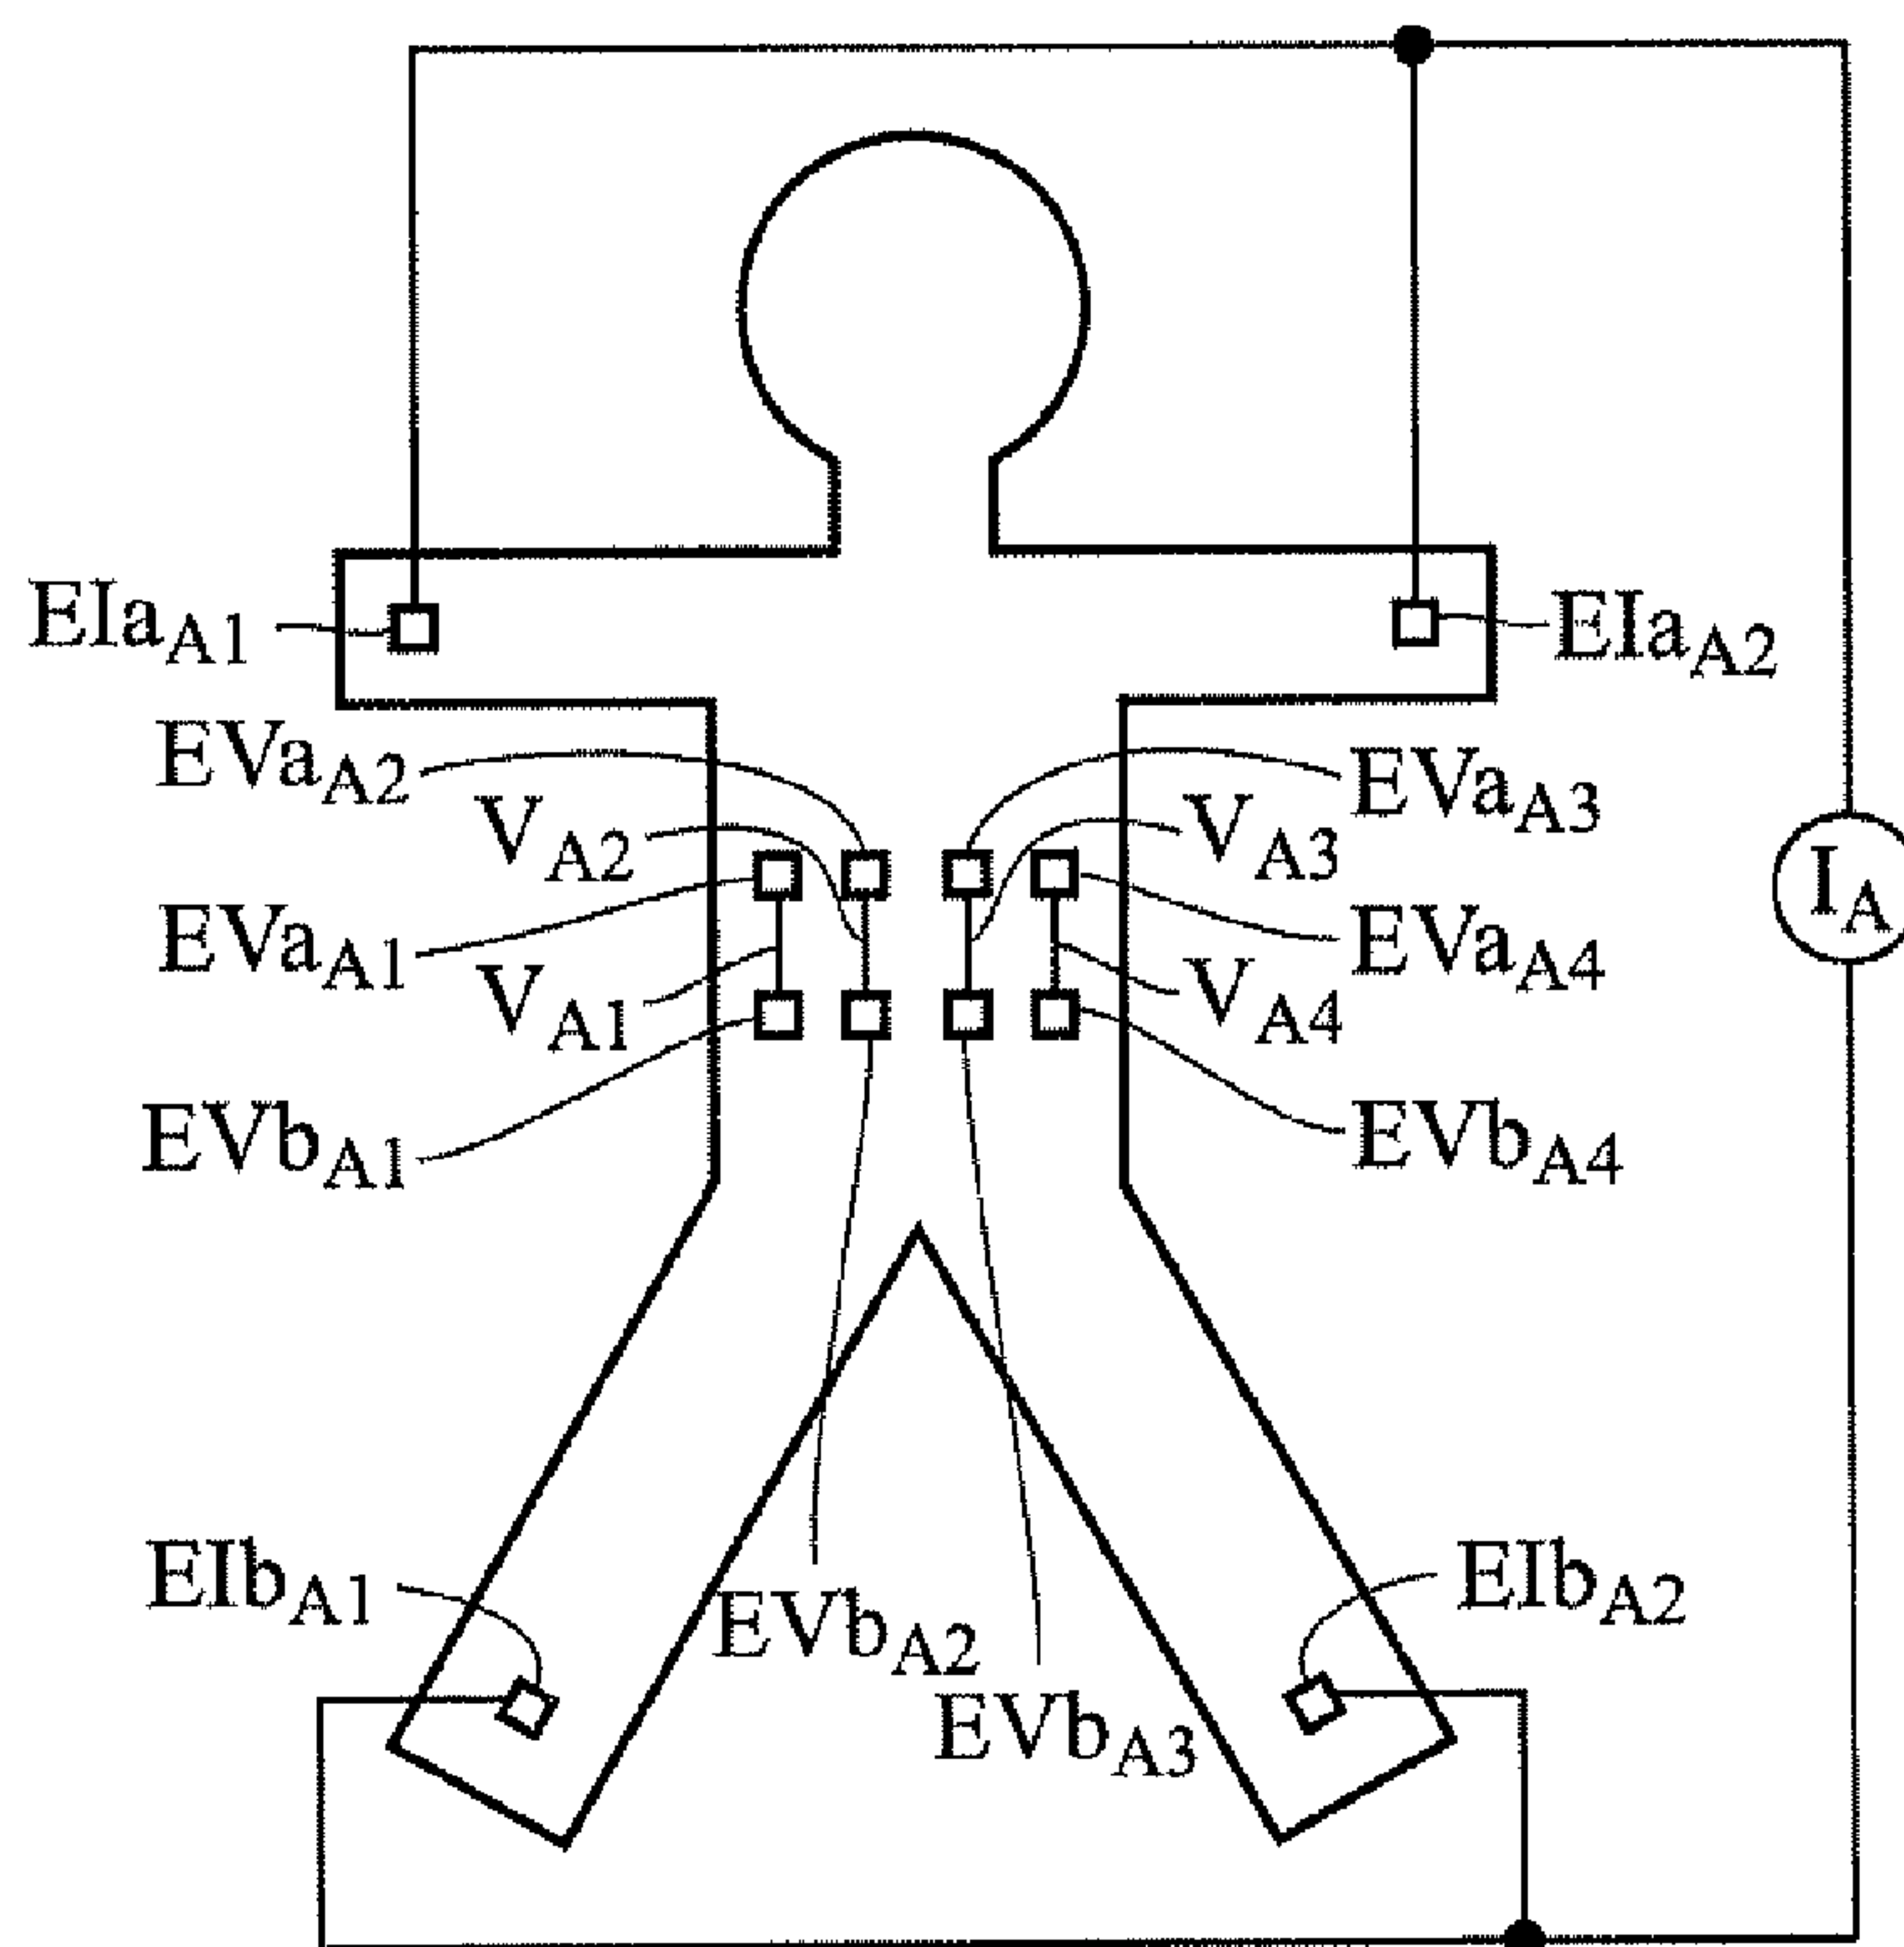 EIaA1
EIaA2
EVaA2
EVaA3
VA2
VA3
IA
EVaA1
EVaA4
VA1
VA4
EVbA1
EVbA4
EIbA1
EIbA2
EVbA2
EVbA3